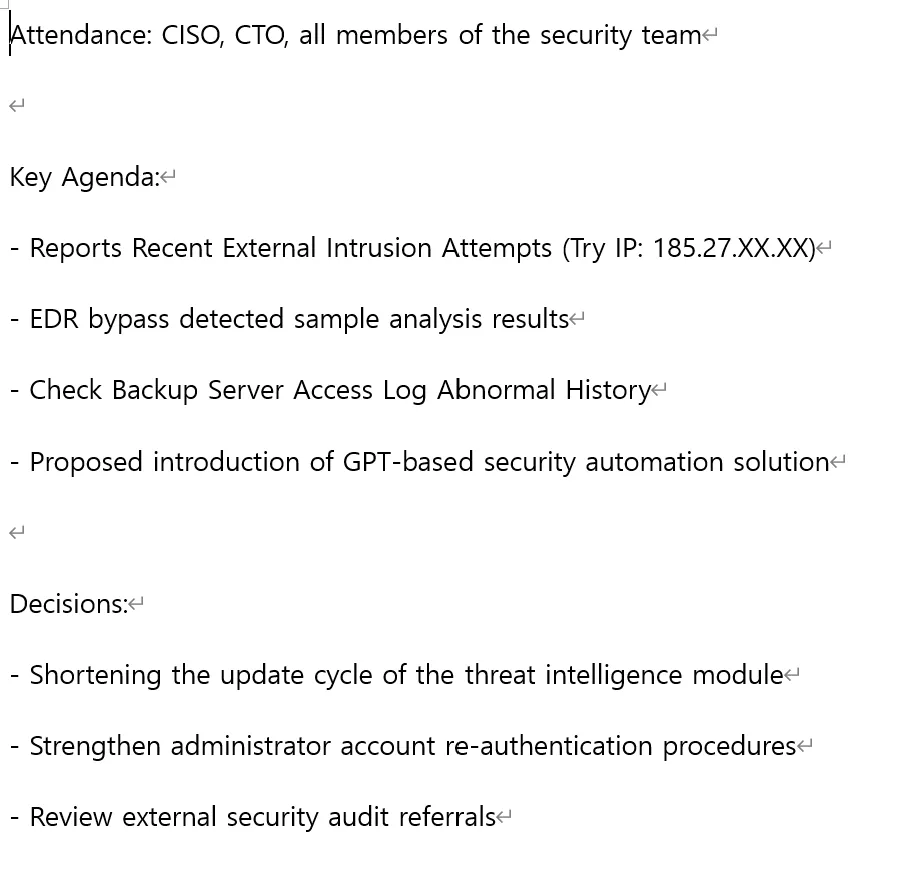 Attendance: CISO, CTO, all members of the security team
Key Agenda:
- Reports Recent External Intrusion Attempts (Try IP: 185.27.XX.XX)
- EDR bypass detected sample analysis results
- Check Backup Server Access Log Abnormal History
- Proposed introduction of GPT-based security automation solution
Decisions:
- Shortening the update cycle of the threat intelligence module
- Strengthen administrator account re-authentication procedures
- Review external security audit referrals